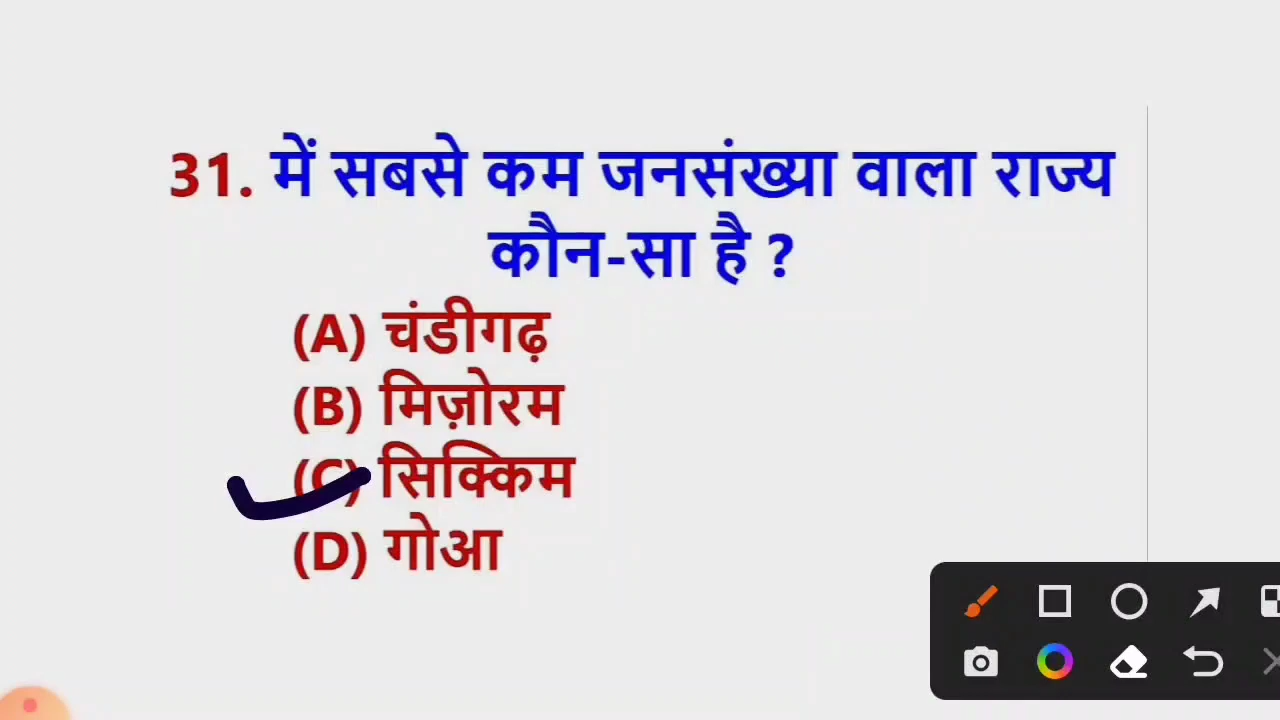 31. में सबसे कम जनसंख्या वाला राज्य
कौन-सा है ?
(A) चंडीगढ़
(B) मिज़ोरम
(C) सिक्किम
(D) गोआ